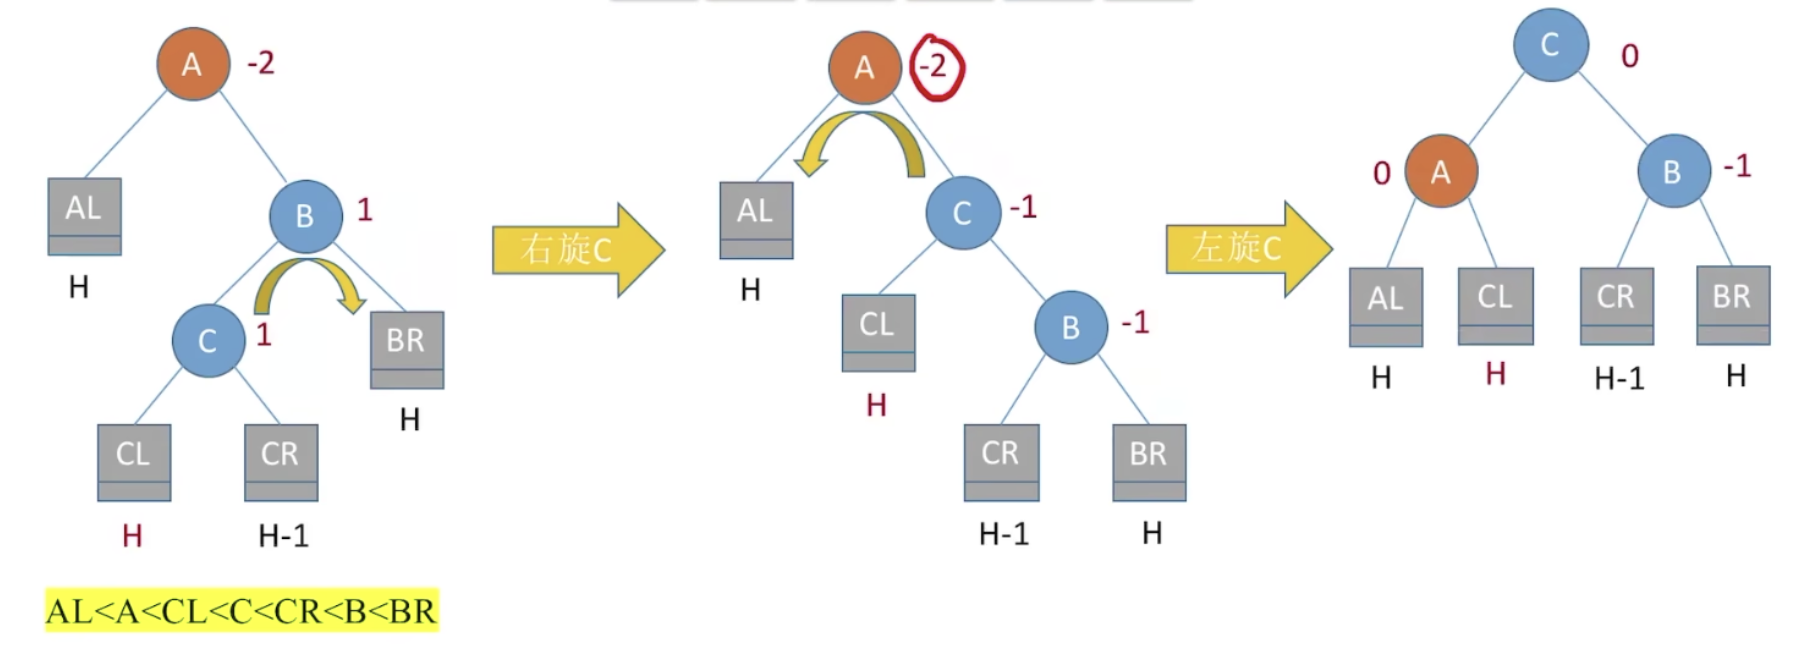 A -2
AL
H
B 1
C 1
BR
H
CL
H
CR
H-1
右旋C
A -2
AL
H
C -1
CL
H
B -1
CR
H-1
BR
H
左旋C
C 0
0 A
B -1
AL
H
CL
H
CR
H-1
BR
H
AL<A<CL<C<CR<B<BR